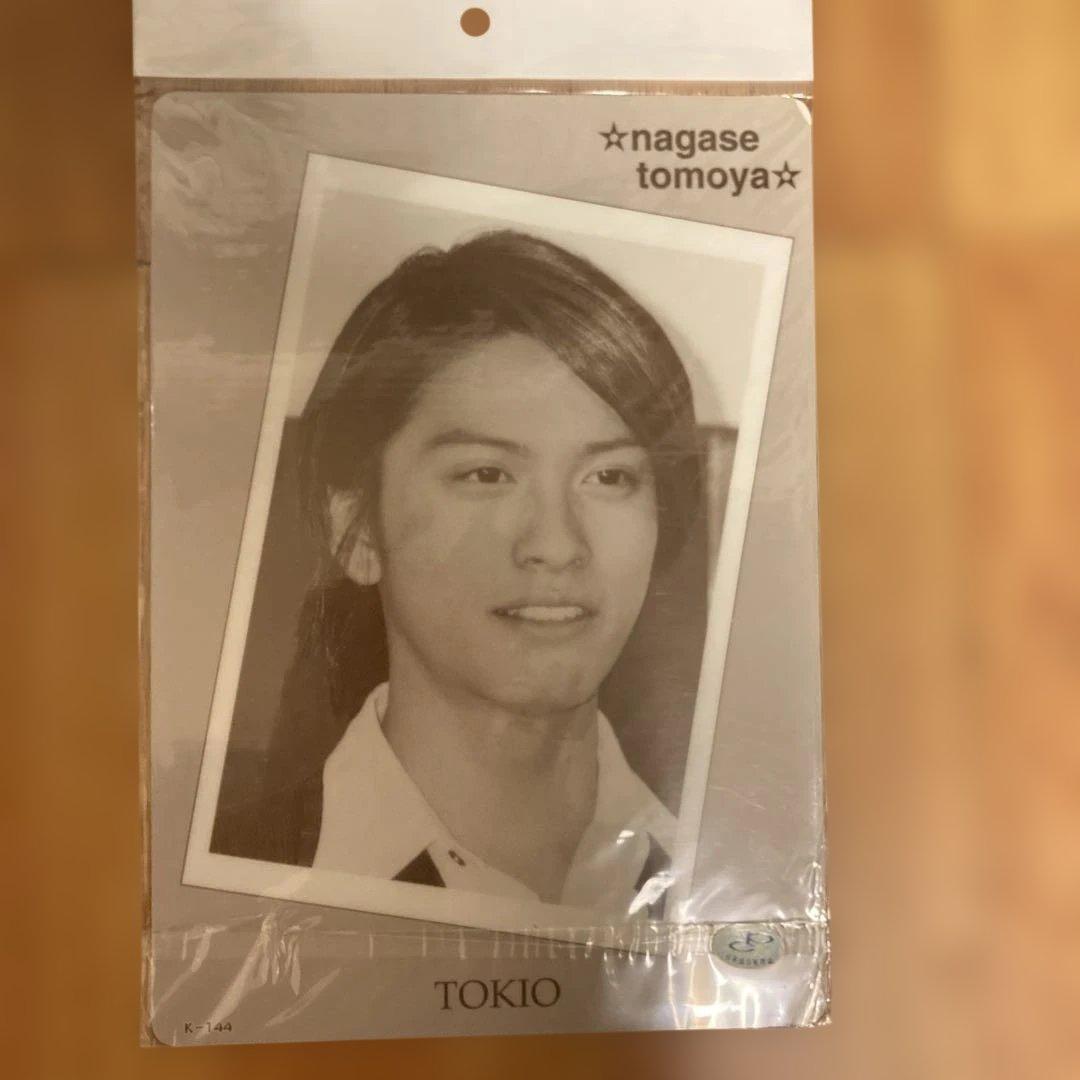 ☆nagase
tomoya☆
TOKIO
K-144